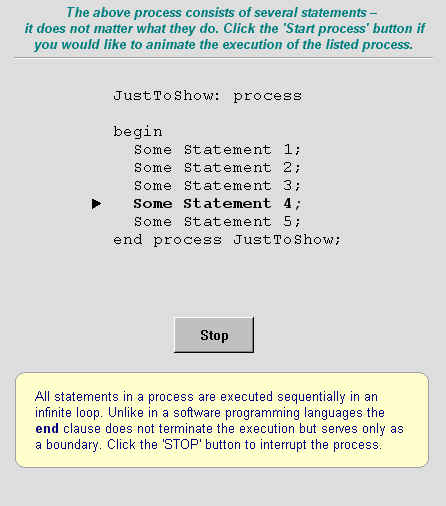 The above process consists of several statements –
it does not matter what they do. Click the 'Start process' button if
you would like to animate the execution of the listed process.
JustToShow: process
begin
Some Statement 1;
Some Statement 2;
Some Statement 3;
Some Statement 4;
Some Statement 5;
end process JustToShow;
Stop
All statements in a process are executed sequentially in an
infinite loop. Unlike in a software programming languages the
end clause does not terminate the execution but serves only as
a boundary. Click the 'STOP' button to interrupt the process.